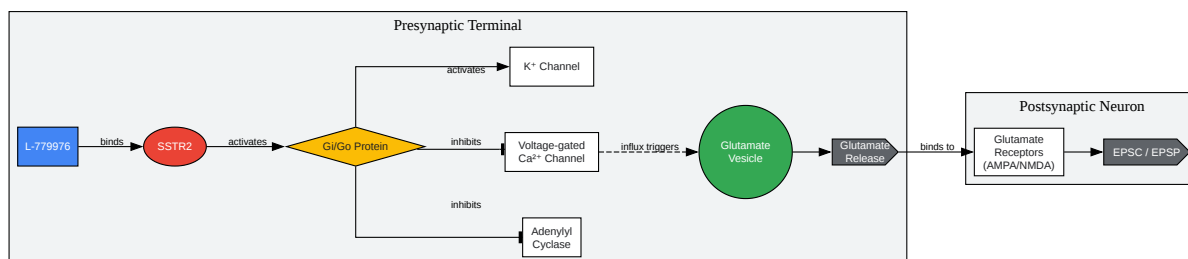 Presynaptic Terminal
K⁺ Channel
activates
L-779976
binds
SSTR2
activates
Gi/Go Protein
inhibits
Voltage-gated
Ca²⁺ Channel
influx triggers
Glutamate
Vesicle
Glutamate
Release
inhibits
Adenylyl
Cyclase
binds to
Postsynaptic Neuron
Glutamate
Receptors
(AMPA/NMDA)
EPSC / EPSP